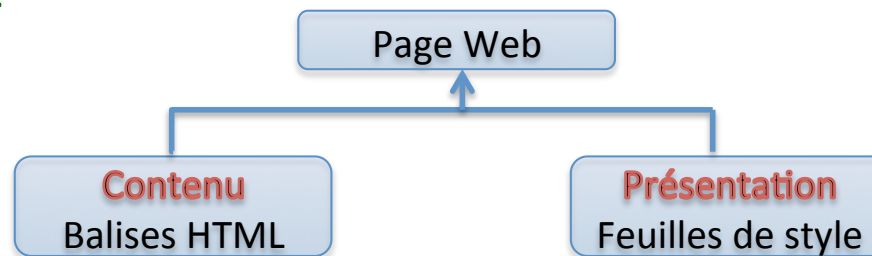 Page Web
Contenu
Balises HTML
Présentation
Feuilles de style